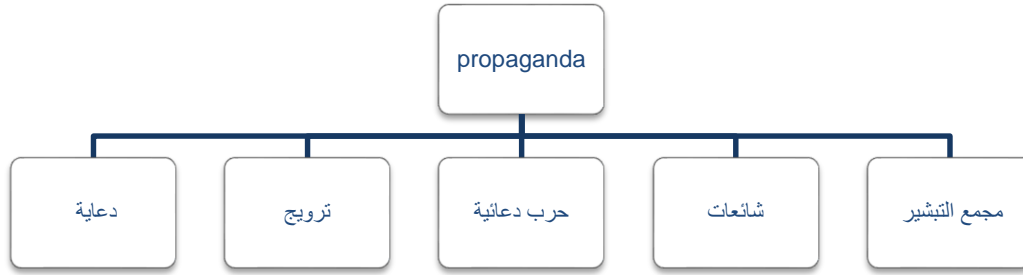 propaganda
دعاية
ترويج
حرب دعائية
شائعات
مجمع التبشير